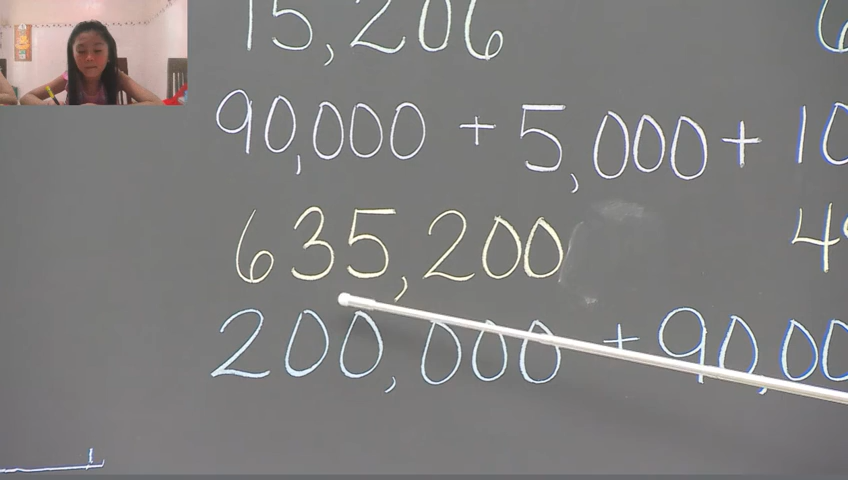 15,206
90,000 + 5,000 + 10
635,200
200,000 + 90,00